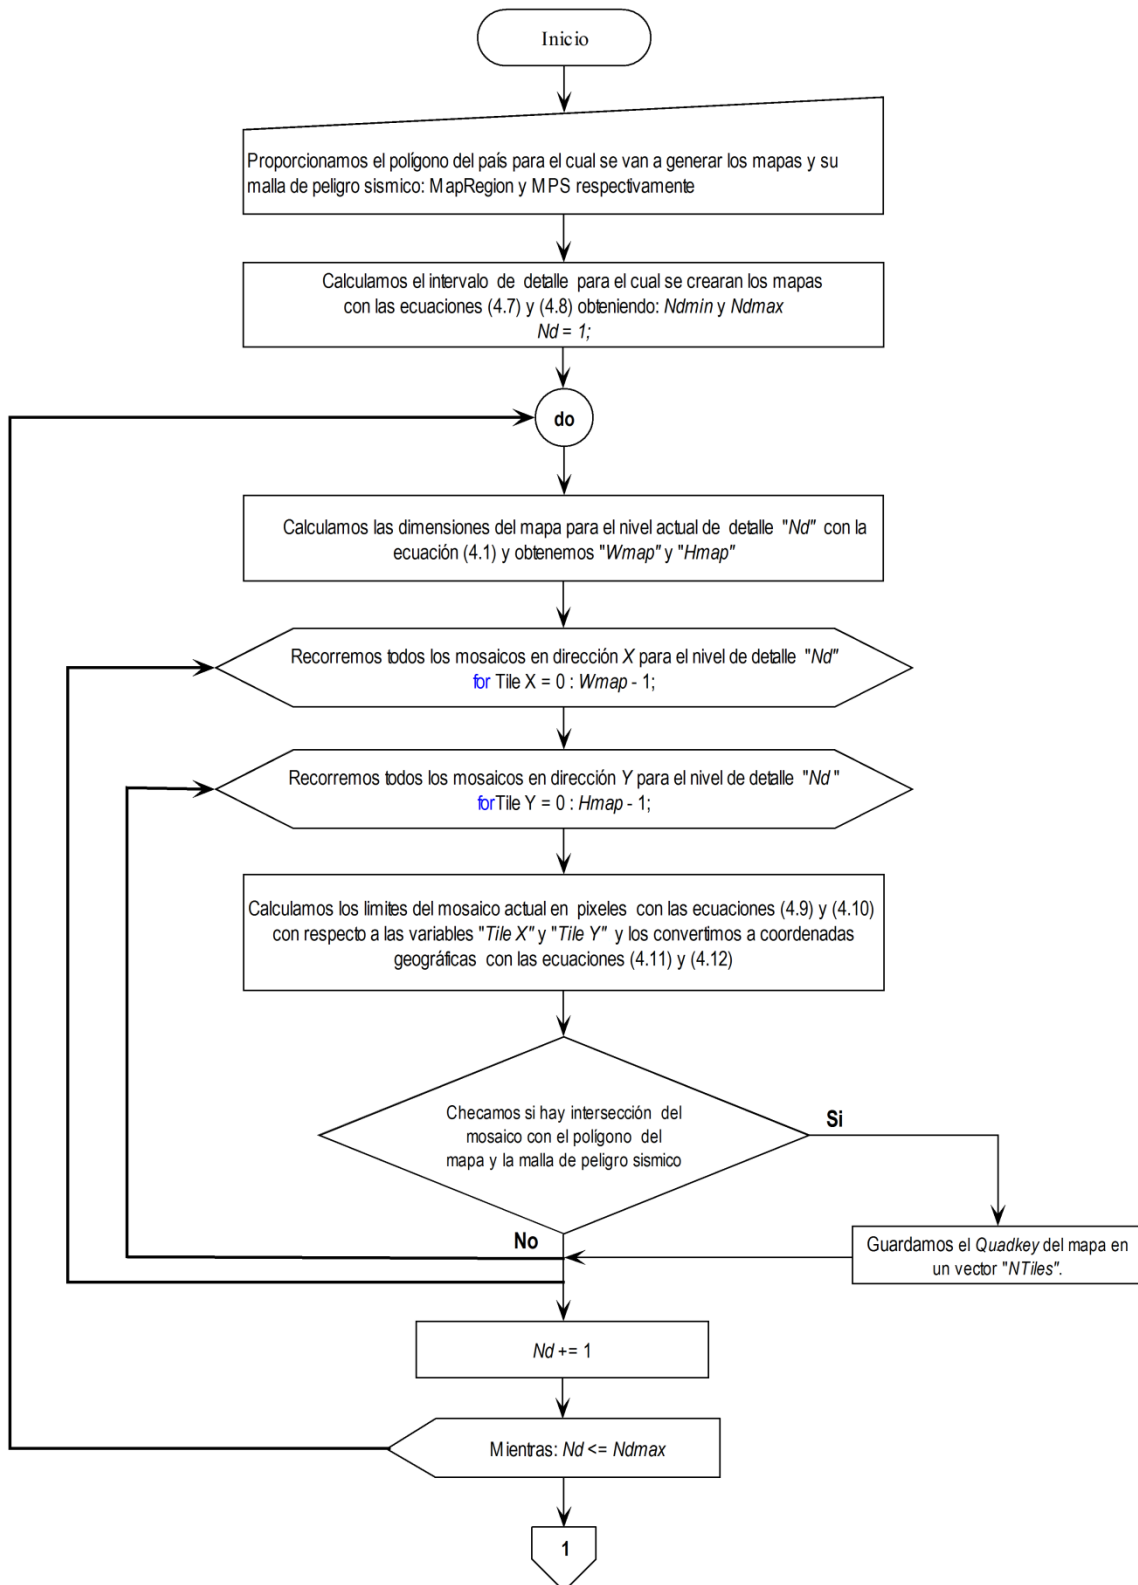 Inicio
Proporcionamos el polígono del país para el cual se van a generar los mapas y su
malla de peligro sismico: MapRegion y MPS respectivamente
Calculamos el intervalo de detalle para el cual se crearan los mapas
con las ecuaciones (4.7) y (4.8) obteniendo: Ndmin y Ndmax
Nd = 1;
do
Calculamos las dimensiones del mapa para el nivel actual de detalle "Nd" con la
ecuación (4.1) y obtenemos "Wmap" y "Hmap"
Recorremos todos los mosaicos en dirección X para el nivel de detalle "Nd"
for Tile X = 0 : Wmap - 1;
Recorremos todos los mosaicos en dirección Y para el nivel de detalle "Nd "
forTile Y = 0 : Hmap - 1;
Calculamos los limites del mosaico actual en pixeles con las ecuaciones (4.9) y (4.10)
con respecto a las variables "Tile X" y "Tile Y" y los convertimos a coordenadas
geográficas con las ecuaciones (4.11) y (4.12)
Checamos si hay intersección del
mosaico con el polígono del
mapa y la malla de peligro sismico
Si
No
Guardamos el Quadkey del mapa en
un vector "NTiles".
Nd += 1
Mientras: Nd <= Ndmax
1